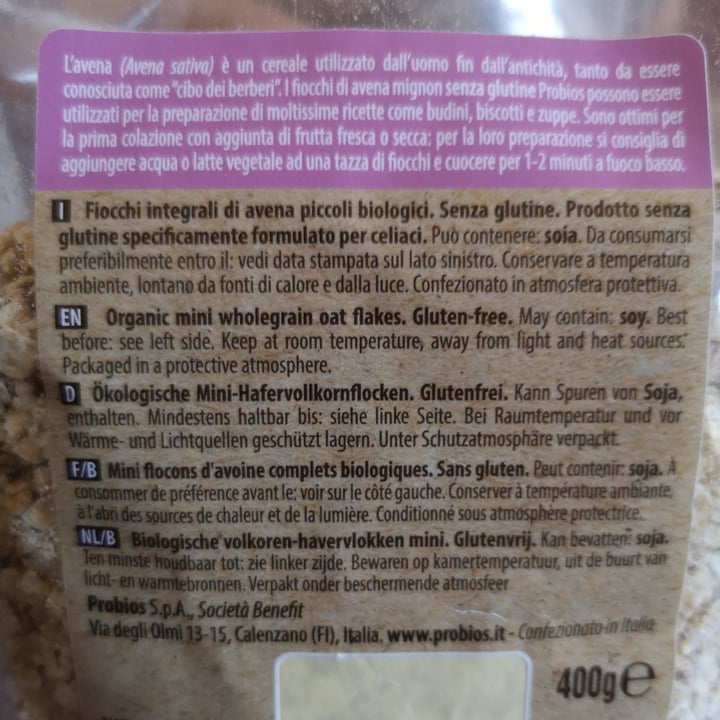 L'avena (Avena sativa) è un cereale utilizzato dall'uomo fin dall'antichità, tanto da essere
conosciuta come "cibo dei berberi". I fiocchi di avena mignon senza glutine Probios possono essere
utilizzati per la preparazione di moltissime ricette come budini, biscotti e zuppe. Sono ottimi per
la prima colazione con aggiunta di frutta fresca o secca: per la loro preparazione si consiglia di
aggiungere acqua o latte vegetale ad una tazza di fiocchi e cuocere per 1-2 minuti a fuoco basso.
I Fiocchi integrali di avena piccoli biologici. Senza glutine. Prodotto senza
glutine specificamente formulato per celiaci. Può contenere: soia. Da consumarsi
preferibilmente entro il: vedi data stampata sul lato sinistro. Conservare a temperatura
ambiente, lontano da fonti di calore e dalla luce. Confezionato in atmosfera protettiva.
EN Organic mini wholegrain oat flakes. Gluten-free. May contain: soy. Best
before: see left side. Keep at room temperature, away from light and heat sources.
Packaged in a protective atmosphere.
D Ökologische Mini-Hafervollkornflocken. Glutenfrei. Kann Spuren von Soja,
enthalten. Mindestens haltbar bis: siehe linke Seite. Bei Raumtemperatur und vor
Wärme- und Lichtquellen geschützt lagern. Unter Schutzatmosphäre verpackt.
F/B Mini flocons d'avoine complets biologiques. Sans gluten. Peut contenir: soja. À
consommer de préférence avant le: voir sur le côté gauche. Conserver à température ambiante,
à l'abri des sources de chaleur et de la lumière. Conditionné sous atmosphère protectrice.
NL/B Biologische volkoren-havervlokken mini. Glutenvrij. Kan bevatten: soja.
Ten minste houdbaar tot: zie linker zijde. Bewaren op kamertemperatuur, uit de buurt van
licht- en warmtebronnen. Verpakt onder beschermende atmosfeer
Probios S.p.A., Società Benefit
Via degli Olmi 13-15, Calenzano (FI), Italia. www.probios.it - Confezionato in Italia
400g e